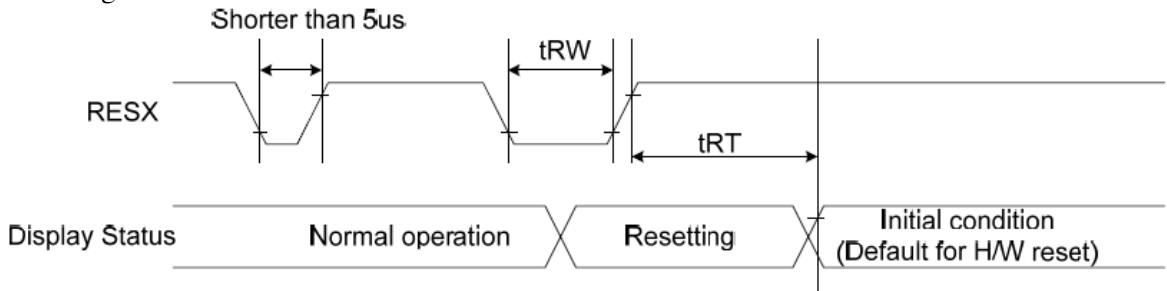 Shorter than 5us
tRW
RESX
tRT
Display Status
Normal operation
Resetting
Initial condition
(Default for H/W reset)